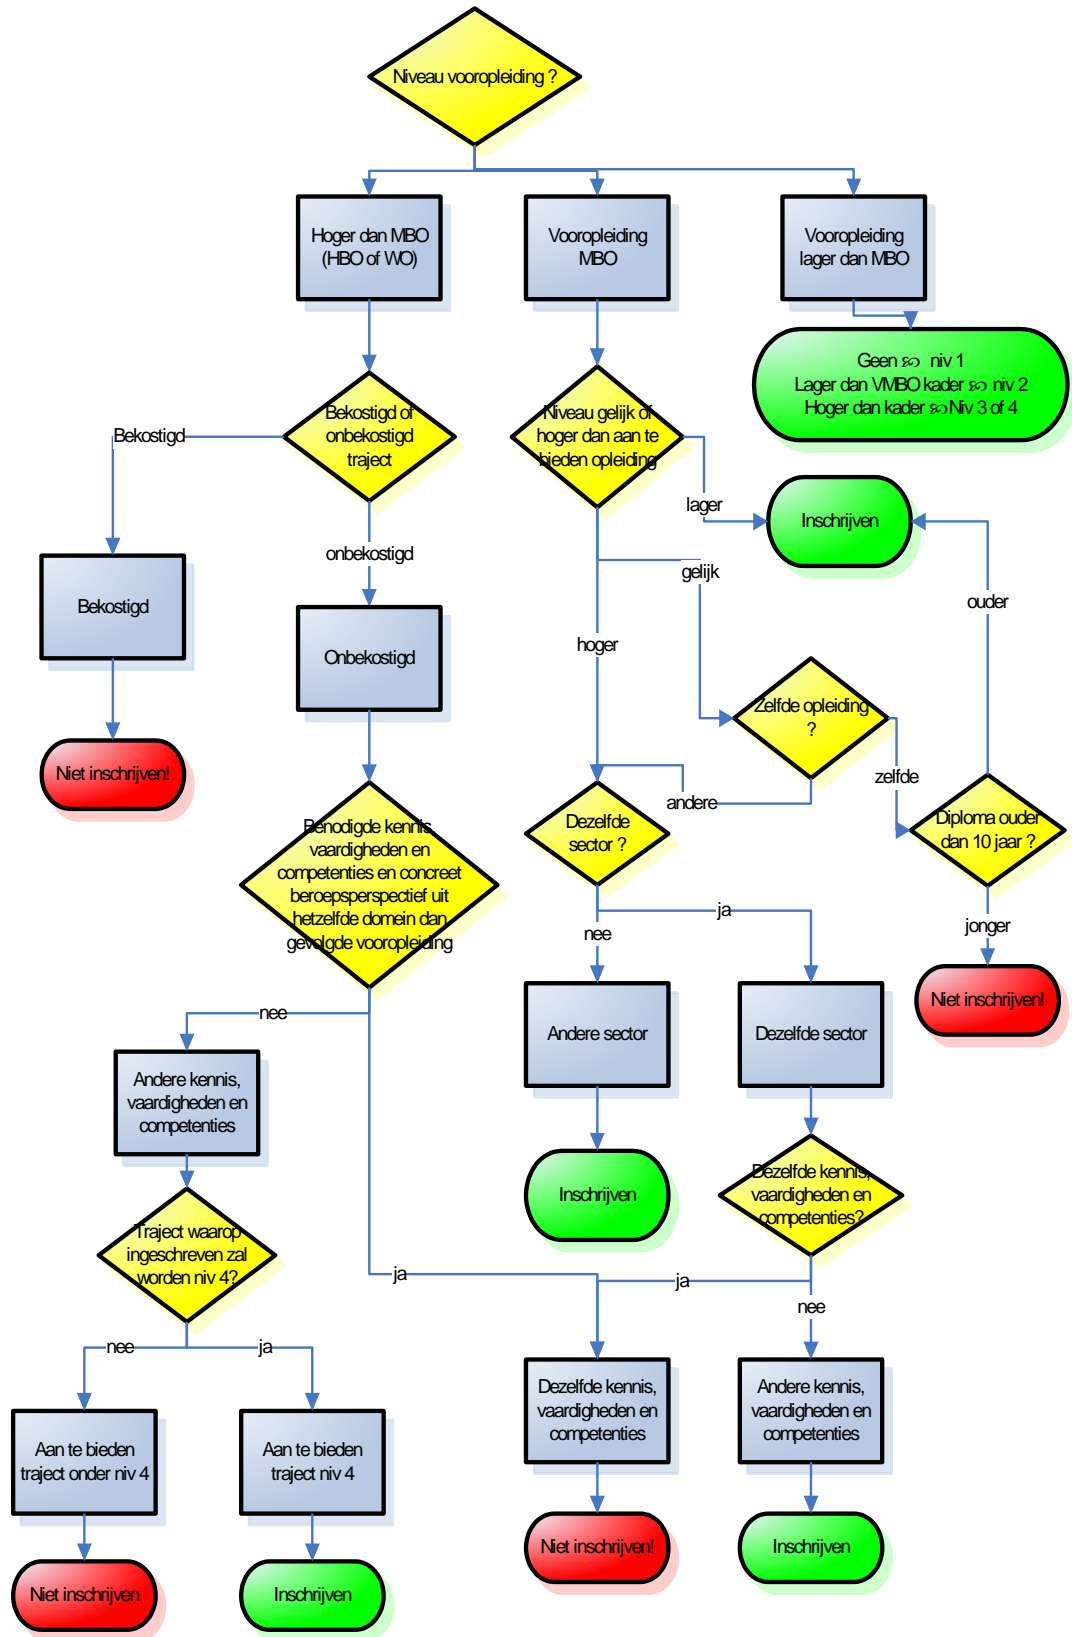 Niveau vooropleiding ?
Hoger dan MBO
(HBO of WO)
Vooropleiding
MBO
Vooropleiding
lager dan MBO
Geen niv 1
Lager dan VMBO kader niv 2
Hoger dan kader Niv 3 of 4
Bekostigd of
onbekostigd
traject
Niveau gelijk of
hoger dan aan te
bieden opleiding
Bekostigd
lager
Inschrijven
onbekostigd
gelijk
ouder
Bekostigd
Onbekostigd
hoger
Zelfde opleiding
?
Niet inschrijven!
zelfde
andere
Benodigde kennis,
vaardigheden en
competenties en concreet
beroepsperspectief uit
hetzelfde domein dan
gevolgde vooropleiding
Dezelfde
sector ?
Diploma ouder
dan 10 jaar ?
ja
nee
jonger
nee
Niet inschrijven!
Andere sector
Dezelfde sector
Andere kennis,
vaardigheden en
competenties
Inschrijven
Dezelfde kennis,
vaardigheden en
competenties?
Traject waarop
ingeschreven zal
worden niv 4?
ja
ja
nee
nee
ja
Dezelfde kennis,
vaardigheden en
competenties
Andere kennis,
vaardigheden en
competenties
Aan te bieden
traject onder niv 4
Aan te bieden
traject niv 4
Niet inschrijven!
Inschrijven
Niet inschrijven
Inschrijven